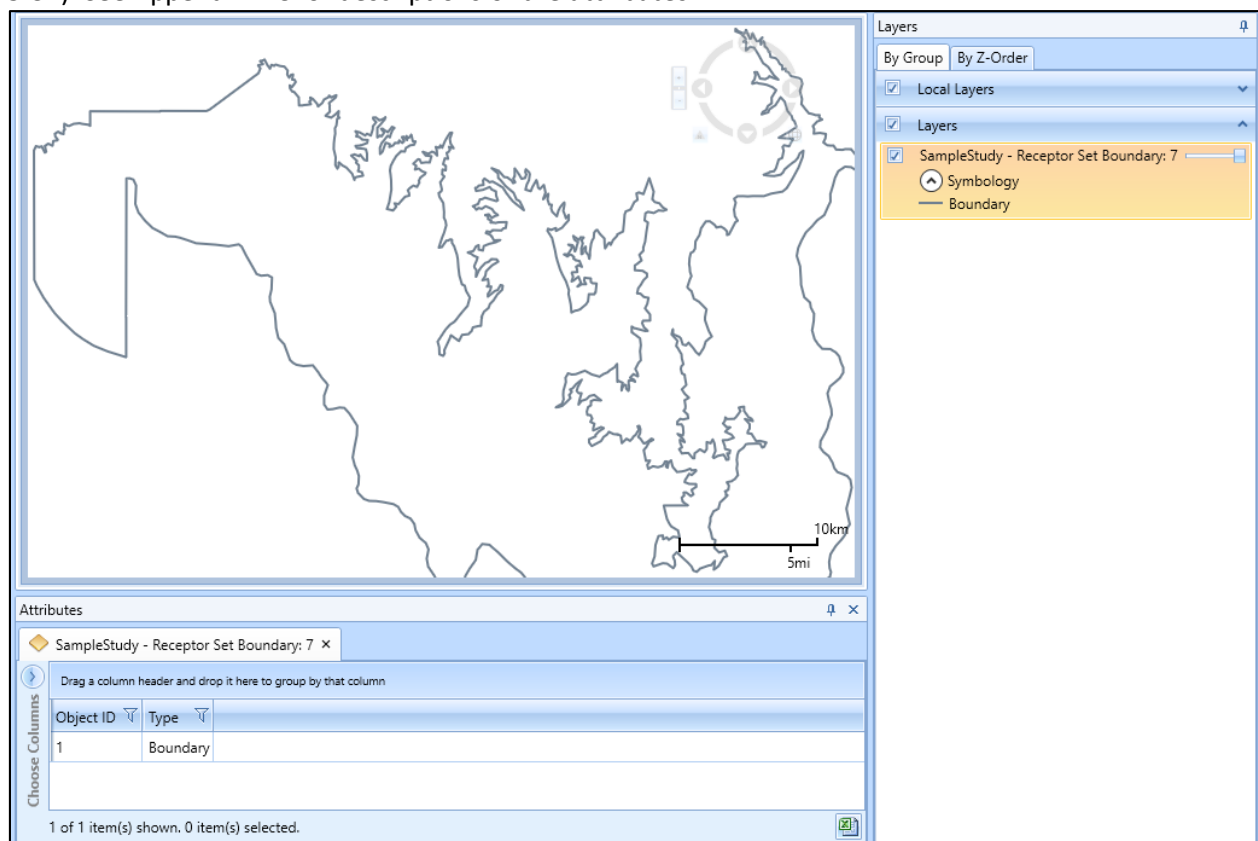 Layers
By Group By Z-Order
Local Layers
Layers
SampleStudy - Receptor Set Boundary: 7
Symbology
Boundary
10km
5mi
Attributes
SampleStudy - Receptor Set Boundary: 7
Choose Columns
Drag a column header and drop it here to group by that column
Object ID Type
1 Boundary
1 of 1 item(s) shown. 0 item(s) selected.